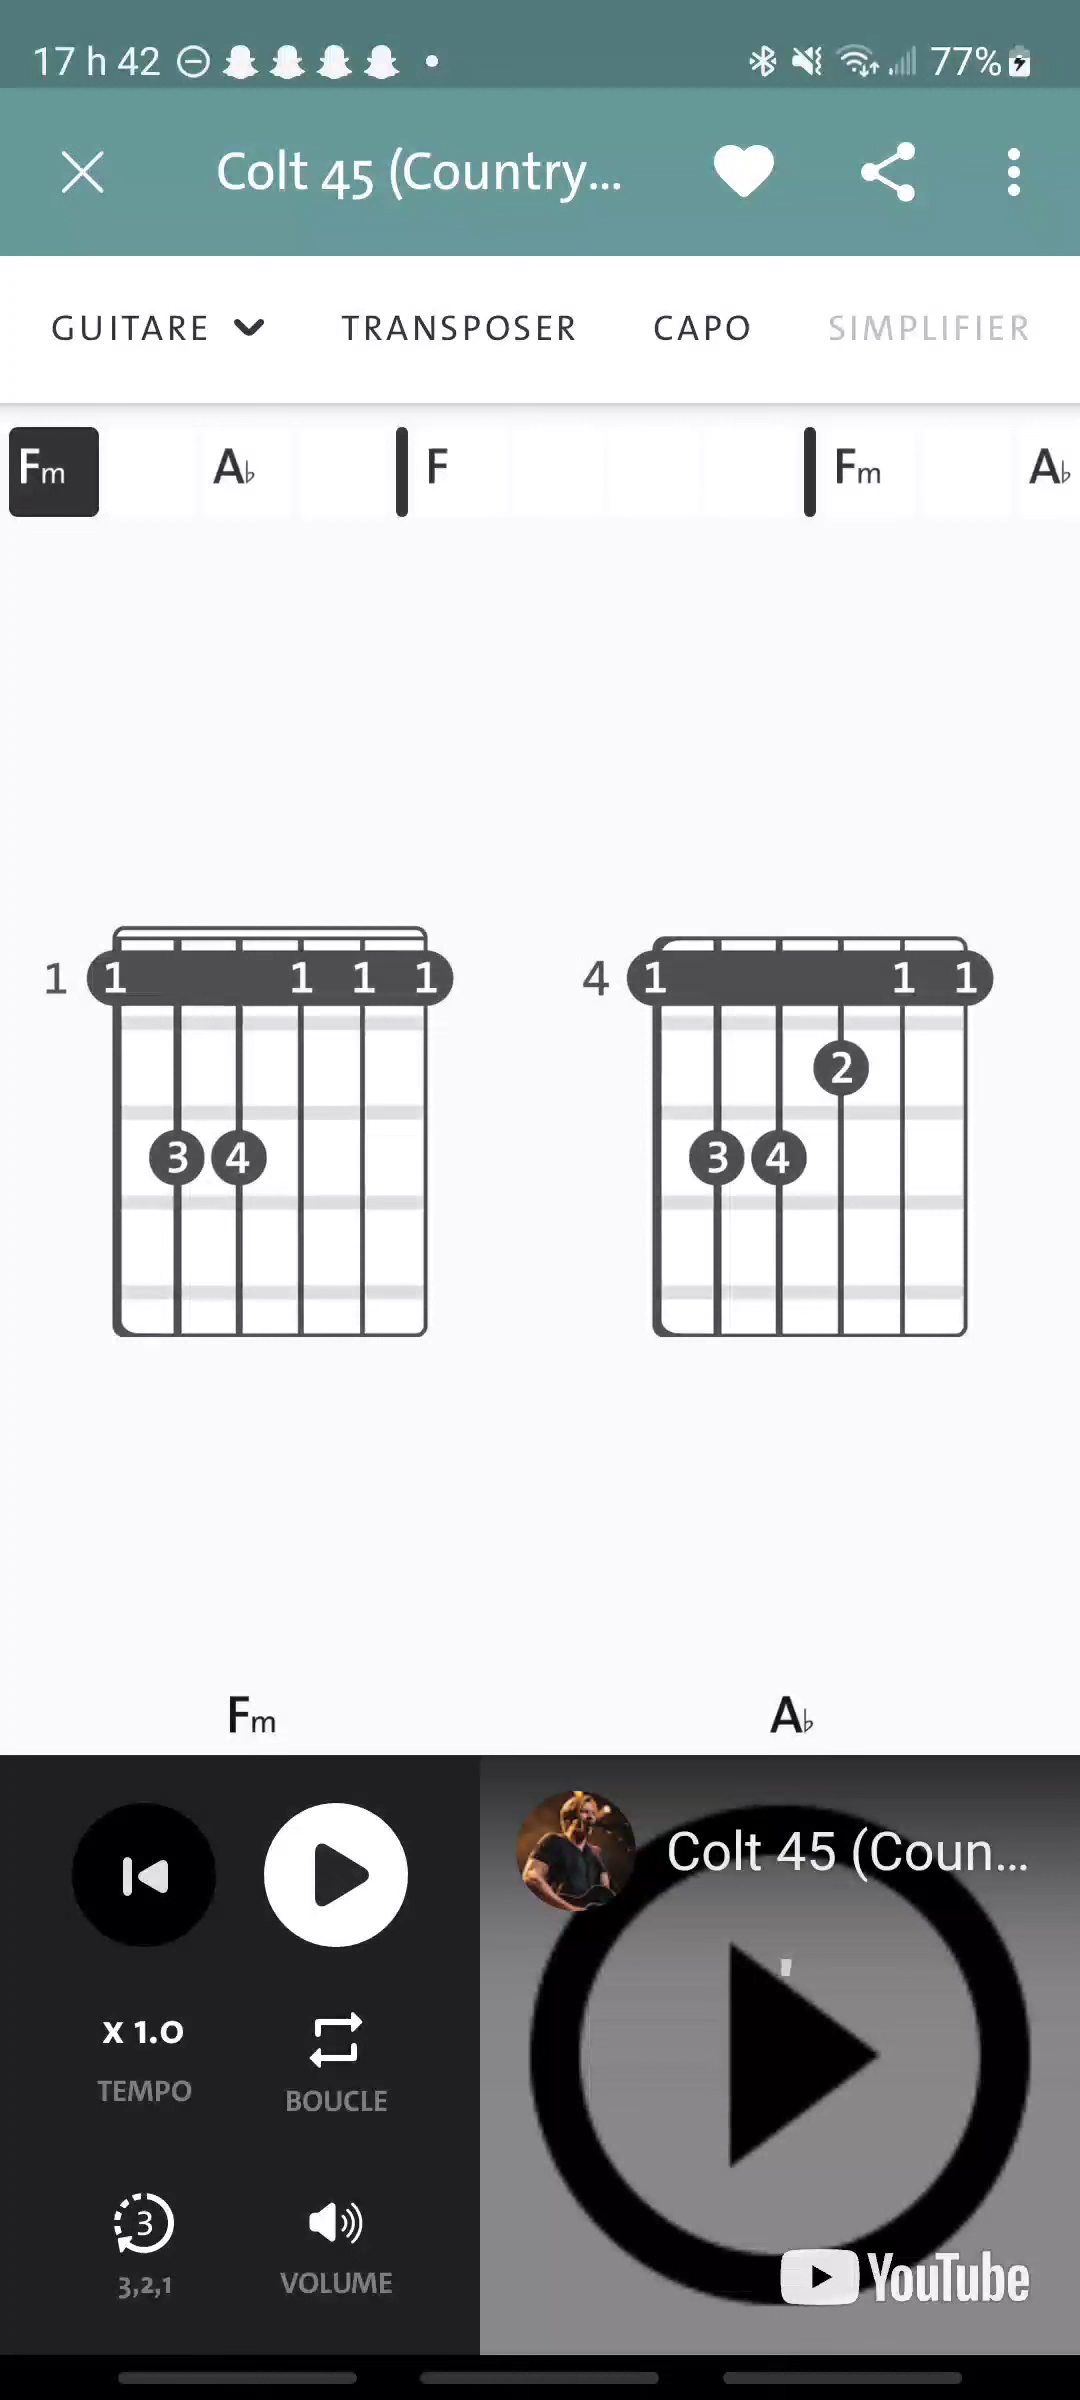 17 h 42 77%
Colt 45 (Country...
GUITARE TRANSPOSER CAPO SIMPLIFIER
Fm A♭ F Fm A♭
1 1 1 1 1
3 4
4 1 1 1
2
3 4
Fm A♭
Colt 45 (Coun...
x 1.0
TEMPO
BOUCLE
3
3,2,1
VOLUME
YouTube